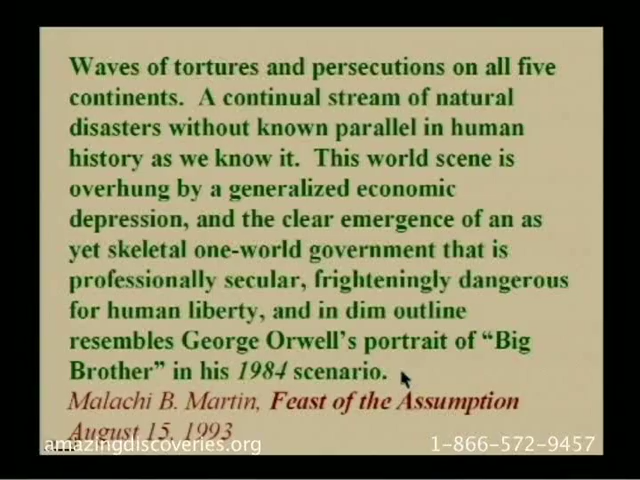 Waves of tortures and persecutions on all five
continents. A continual stream of natural
disasters without known parallel in human
history as we know it. This world scene is
overhung by a generalized economic
depression, and the clear emergence of an as
yet skeletal one-world government that is
professionally secular, frighteningly dangerous
for human liberty, and in dim outline
resembles George Orwell’s portrait of “Big
Brother” in his 1984 scenario.
Malachi B. Martin, Feast of the Assumption
August 15, 1993
amazingdiscoveries.org 1-866-572-9457